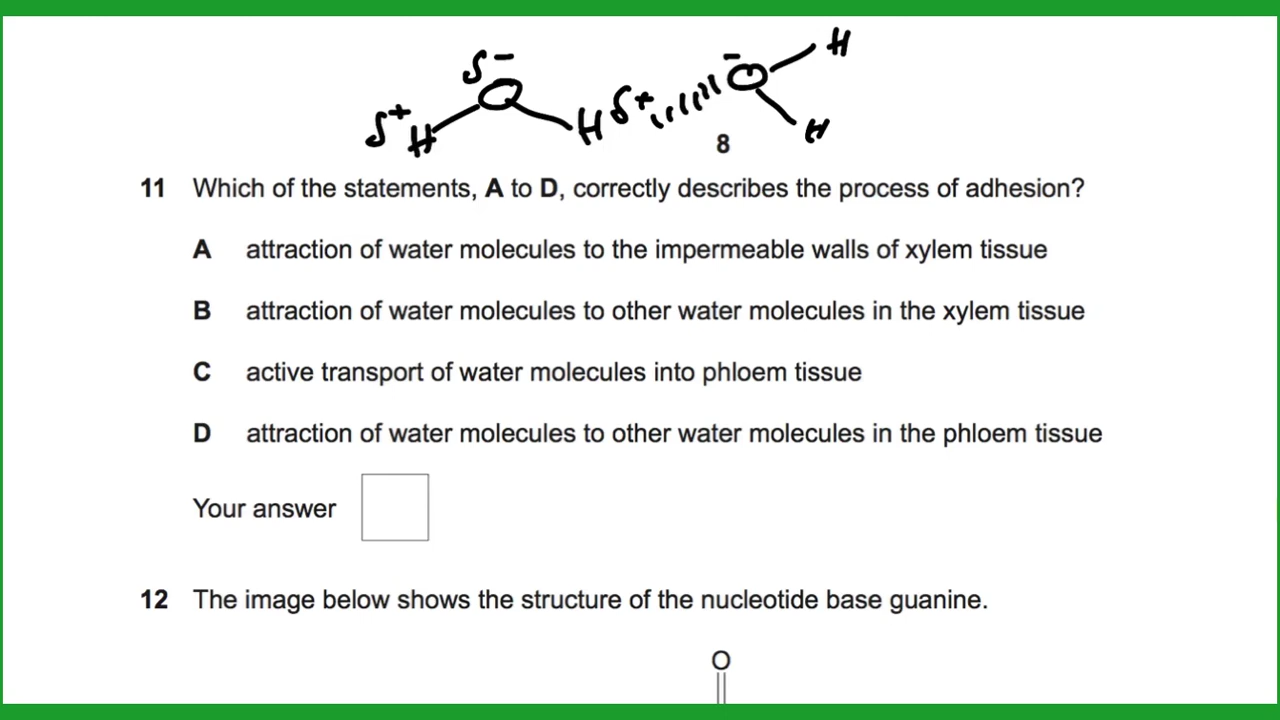 δ⁻
δ⁺ H O H δ⁺ ⁻ O H
H
8
11 Which of the statements, A to D, correctly describes the process of adhesion?
A attraction of water molecules to the impermeable walls of xylem tissue
B attraction of water molecules to other water molecules in the xylem tissue
C active transport of water molecules into phloem tissue
D attraction of water molecules to other water molecules in the phloem tissue
Your answer
12 The image below shows the structure of the nucleotide base guanine.
O